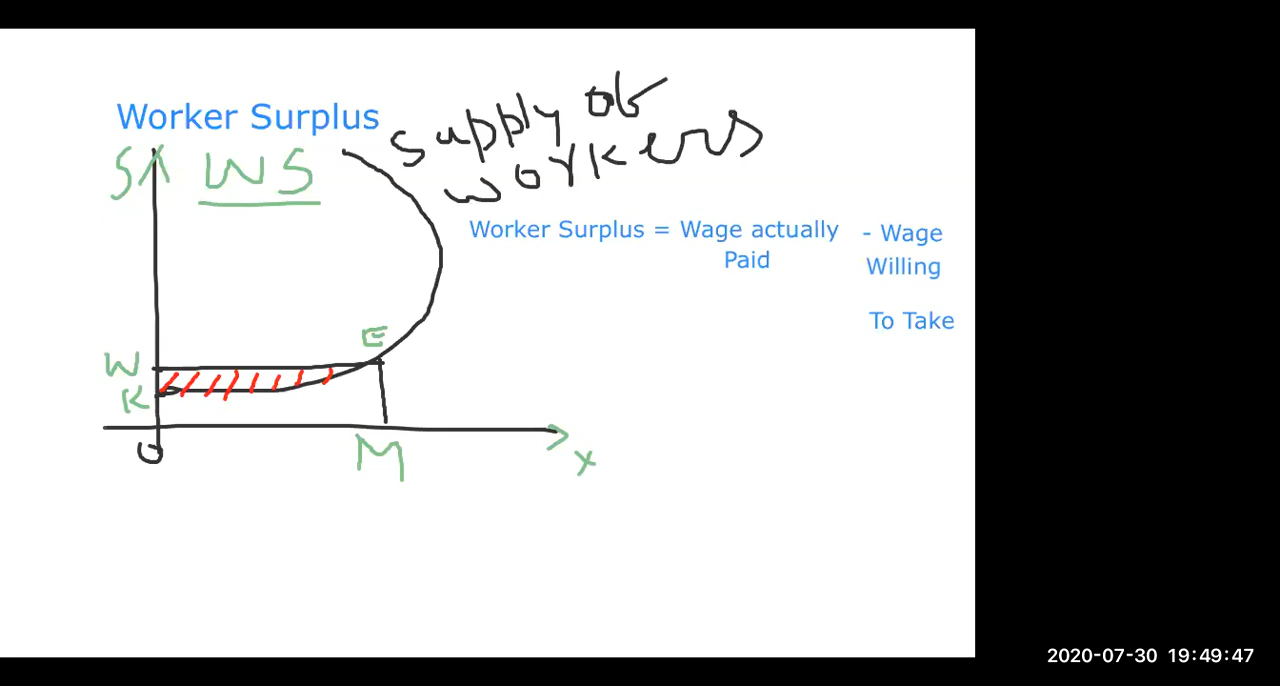 Worker Surplus
supply of
workers
S
WS
Worker Surplus = Wage actually
Paid
- Wage
Willing
To Take
E
W
K
O
M
x
2020-07-30 19:49:47